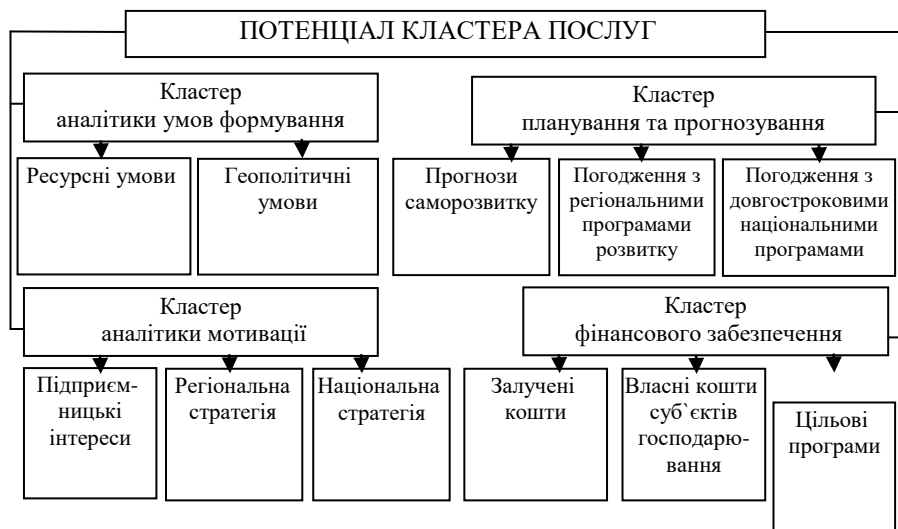 ПОТЕНЦІАЛ КЛАСТЕРА ПОСЛУГ
Кластер
аналітики умов формування
Кластер
планування та прогнозування
Ресурсні умови
Геополітичні
умови
Прогнози
саморозвитку
Погодження з
регіональними
програмами
розвитку
Погодження з
довгостроковими
національними
програмами
Кластер
аналітики мотивації
Кластер
фінансового забезпечення
Підприєм-
ницькі
інтереси
Регіональна
стратегія
Національна
стратегія
Залучені
кошти
Власні кошти
суб`єктів
господарю-
вання
Цільові
програми